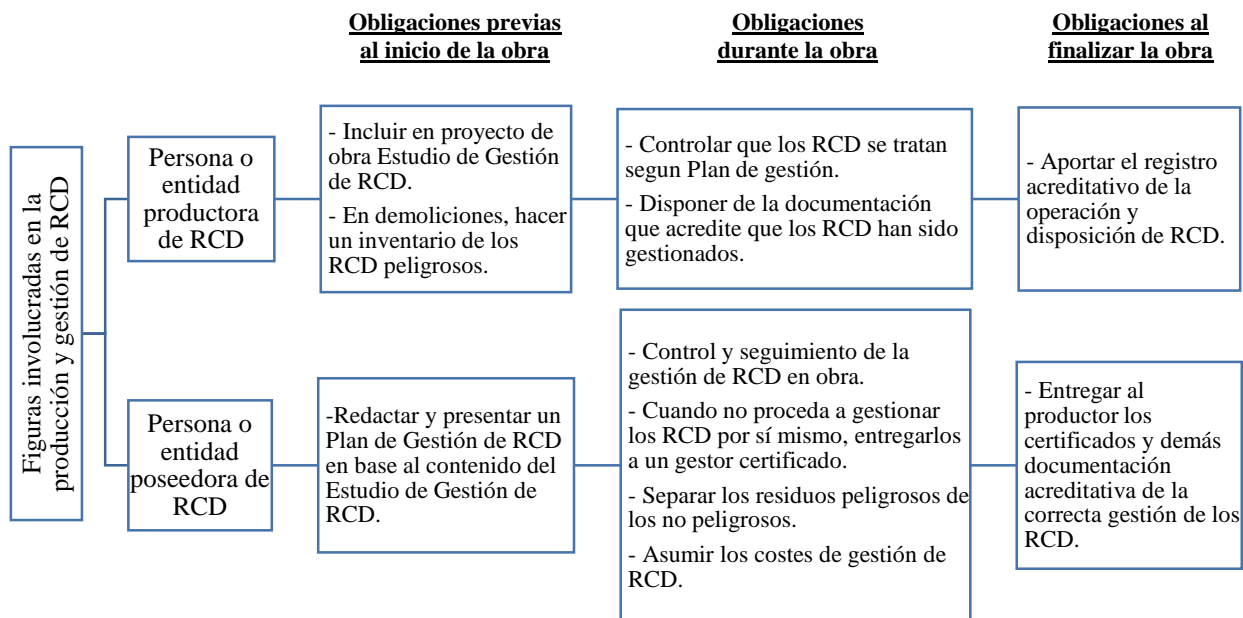 Obligaciones previas
al inicio de la obra
Obligaciones
durante la obra
Obligaciones al
finalizar la obra
Figuras involucradas en la
producción y gestión de RCD
Persona o
entidad
productora
de RCD
- Incluir en proyecto de
obra Estudio de Gestión
de RCD.
- En demoliciones, hacer
un inventario de los
RCD peligrosos.
- Controlar que los RCD se tratan
segun Plan de gestión.
- Disponer de la documentación
que acredite que los RCD han sido
gestionados.
- Aportar el registro
acreditativo de la
operación y
disposición de RCD.
Persona o
entidad
poseedora de
RCD
-Redactar y presentar un
Plan de Gestión de RCD
en base al contenido del
Estudio de Gestión de
RCD.
- Control y seguimiento de la
gestión de RCD en obra.
- Cuando no proceda a gestionar
los RCD por sí mismo, entregarlos
a un gestor certificado.
- Separar los residuos peligrosos de
los no peligrosos.
- Asumir los costes de gestión de
RCD.
- Entregar al
productor los
certificados y demás
documentación
acreditativa de la
correcta gestión de los
RCD.